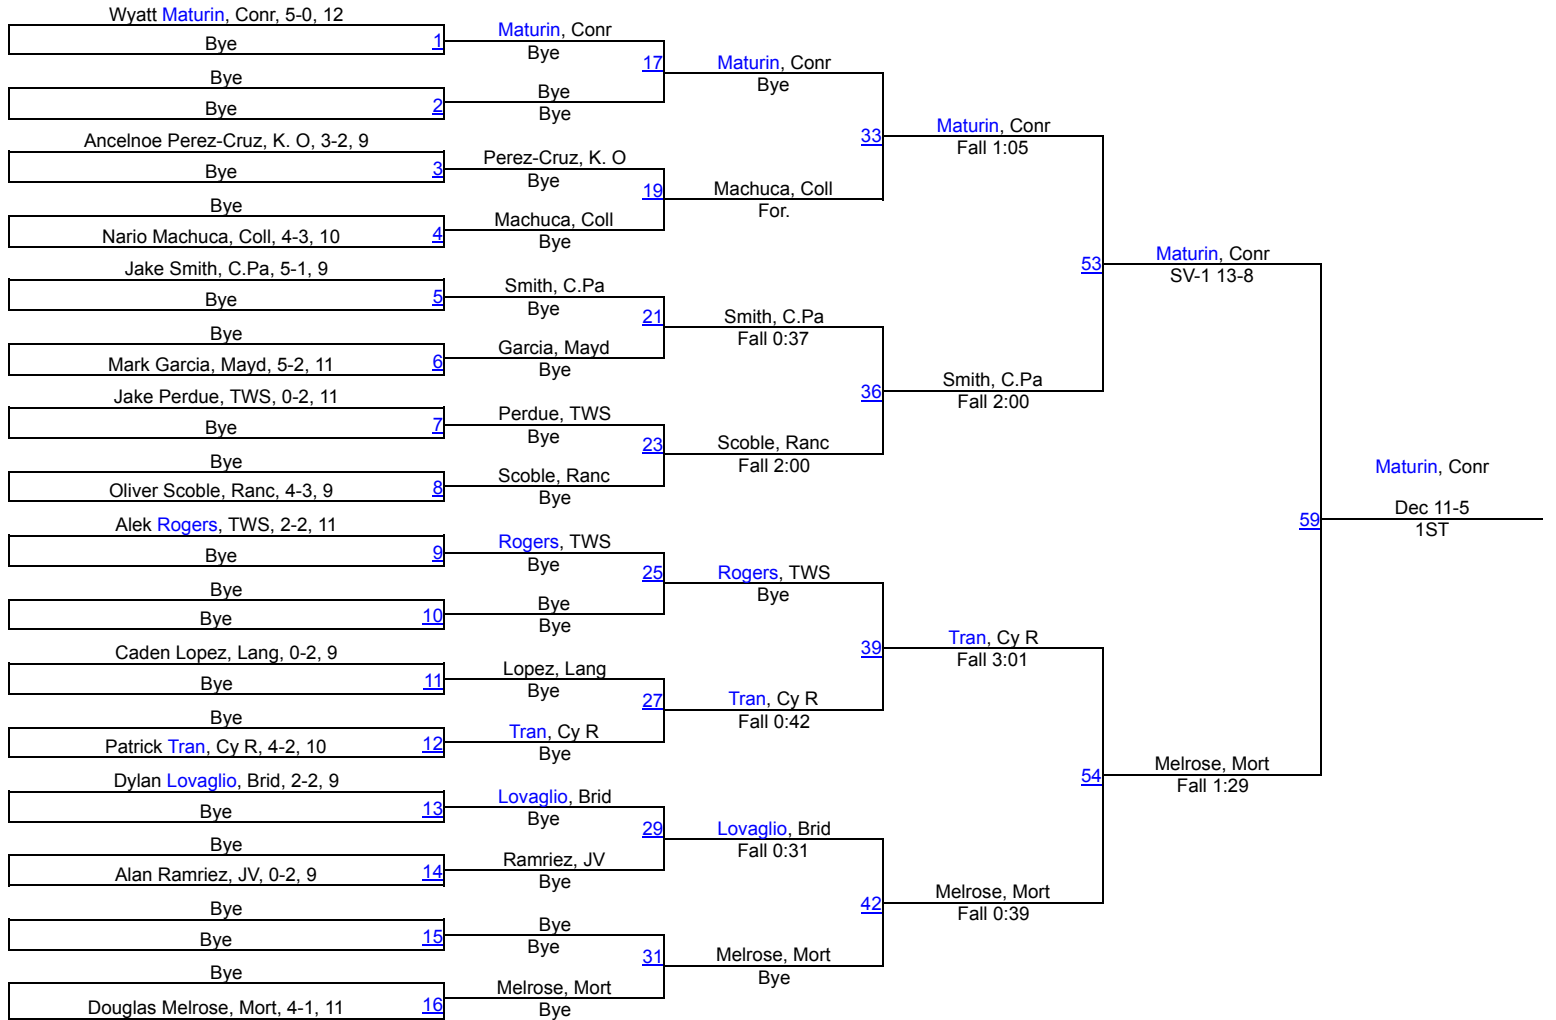 Wyatt Maturin, Conr, 5-0, 12
Bye
1
Bye
Bye
2
Ancelnoe Perez-Cruz, K. O, 3-2, 9
Bye
3
Bye
Nario Machuca, Coll, 4-3, 10
4
Jake Smith, C.Pa, 5-1, 9
Bye
5
Bye
Mark Garcia, Mayd, 5-2, 11
6
Jake Perdue, TWS, 0-2, 11
Bye
7
Bye
Oliver Scoble, Ranc, 4-3, 9
8
Alek Rogers, TWS, 2-2, 11
Bye
9
Bye
Bye
10
Caden Lopez, Lang, 0-2, 9
Bye
11
Bye
Patrick Tran, Cy R, 4-2, 10
12
Dylan Lovaglio, Brid, 2-2, 9
Bye
13
Bye
Alan Ramriez, JV, 0-2, 9
14
Bye
Bye
15
Bye
Douglas Melrose, Mort, 4-1, 11
16
Maturin, Conr
Bye
17
Bye
Bye
Perez-Cruz, K. O
Bye
19
Machuca, Coll
Bye
Smith, C.Pa
Bye
21
Garcia, Mayd
Bye
Perdue, TWS
Bye
23
Scoble, Ranc
Bye
Rogers, TWS
Bye
25
Bye
Bye
Lopez, Lang
Bye
27
Tran, Cy R
Bye
Lovaglio, Brid
Bye
29
Ramriez, JV
Bye
Bye
Bye
31
Melrose, Mort
Bye
Maturin, Conr
Bye
33
Machuca, Coll
For.
Smith, C.Pa
Fall 0:37
36
Scoble, Ranc
Fall 2:00
Rogers, TWS
Bye
39
Tran, Cy R
Fall 0:42
Lovaglio, Brid
Fall 0:31
42
Melrose, Mort
Bye
Maturin, Conr
Fall 1:05
53
Smith, C.Pa
Fall 2:00
Tran, Cy R
Fall 3:01
54
Melrose, Mort
Fall 0:39
Maturin, Conr
SV-1 13-8
59
Melrose, Mort
Fall 1:29
Maturin, Conr
Dec 11-5
1ST